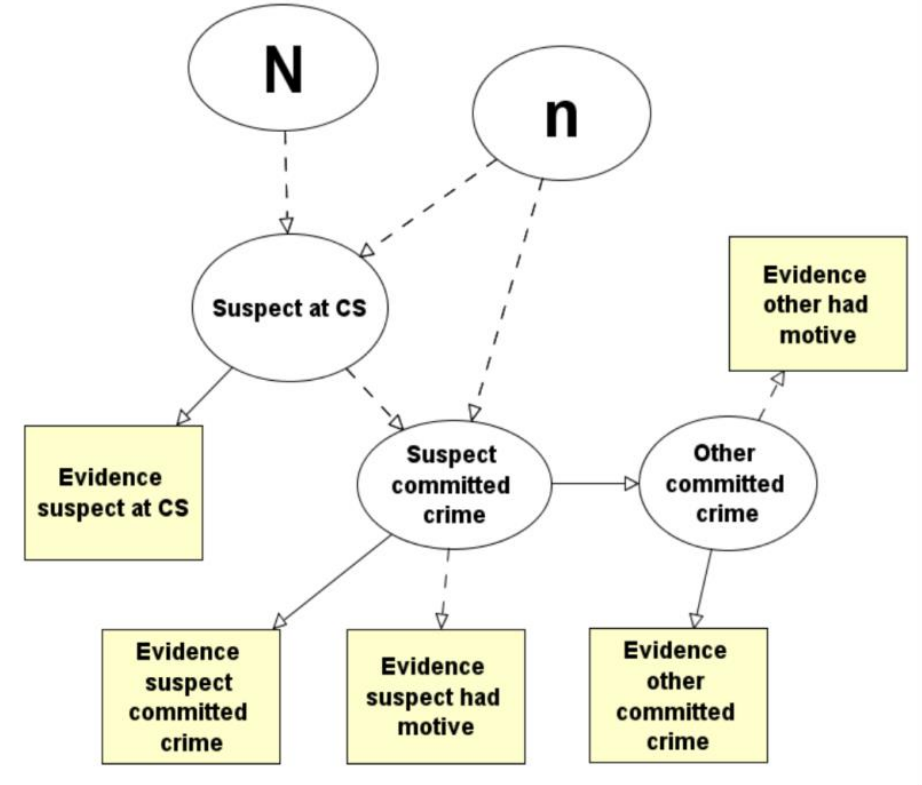 N
n
Suspect at CS
Evidence
other had
motive
Suspect
committed
crime
Other
committed
crime
Evidence
suspect at CS
Evidence
suspect
committed
crime
Evidence
suspect had
motive
Evidence
other
committed
crime